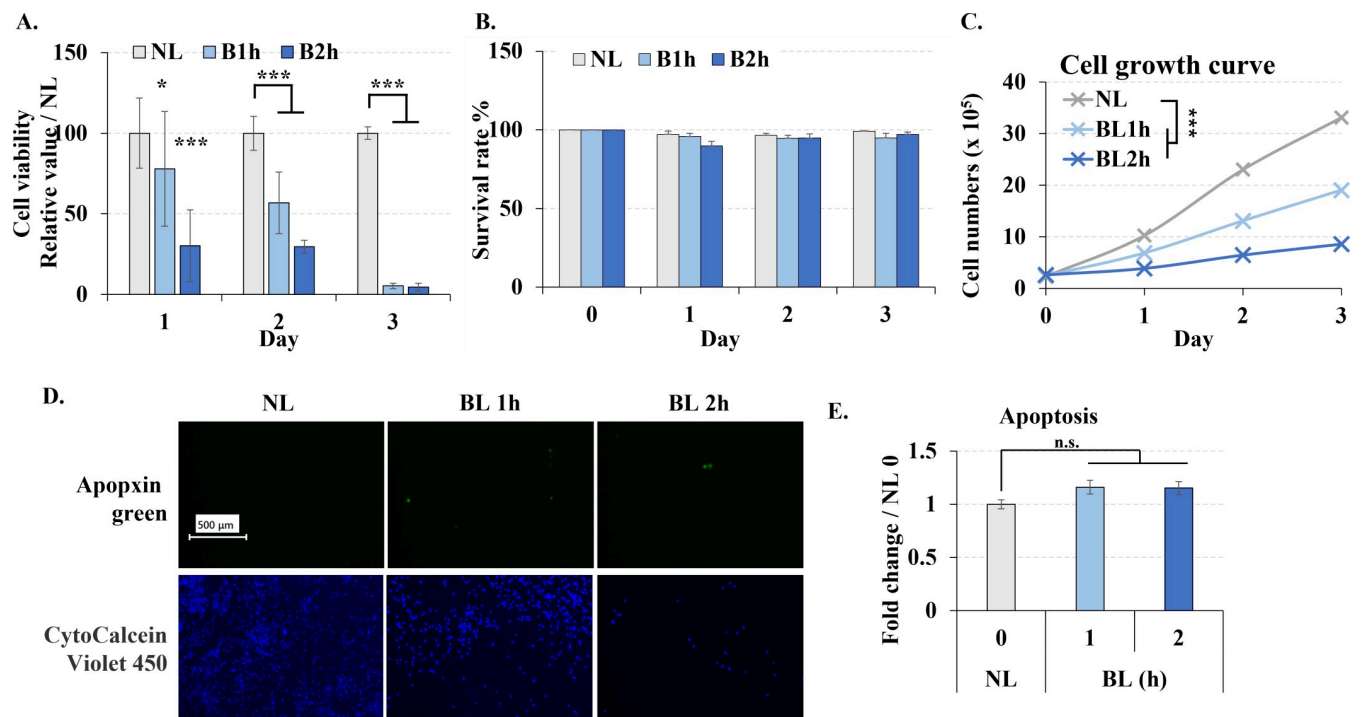 A.
150
NL B1h B2h
***
***
*
100
***
50
0
1 2 3
Day
Cell viability
Relative value / NL
B.
150
NL B1h B2h
100
50
0
0 1 2 3
Day
Survival rate %
C.
Cell growth curve
40
NL
BL1h
BL2h
***
30
20
10
0
0 1 2 3
Day
Cell numbers (x 10⁵)
D.
NL BL 1h BL 2h
Apopxin
green
500 µm
CytoCalcein
Violet 450
E.
Apoptosis
n.s.
1.5
1
0.5
0
Fold change / NL 0
0 1 2
NL BL (h)